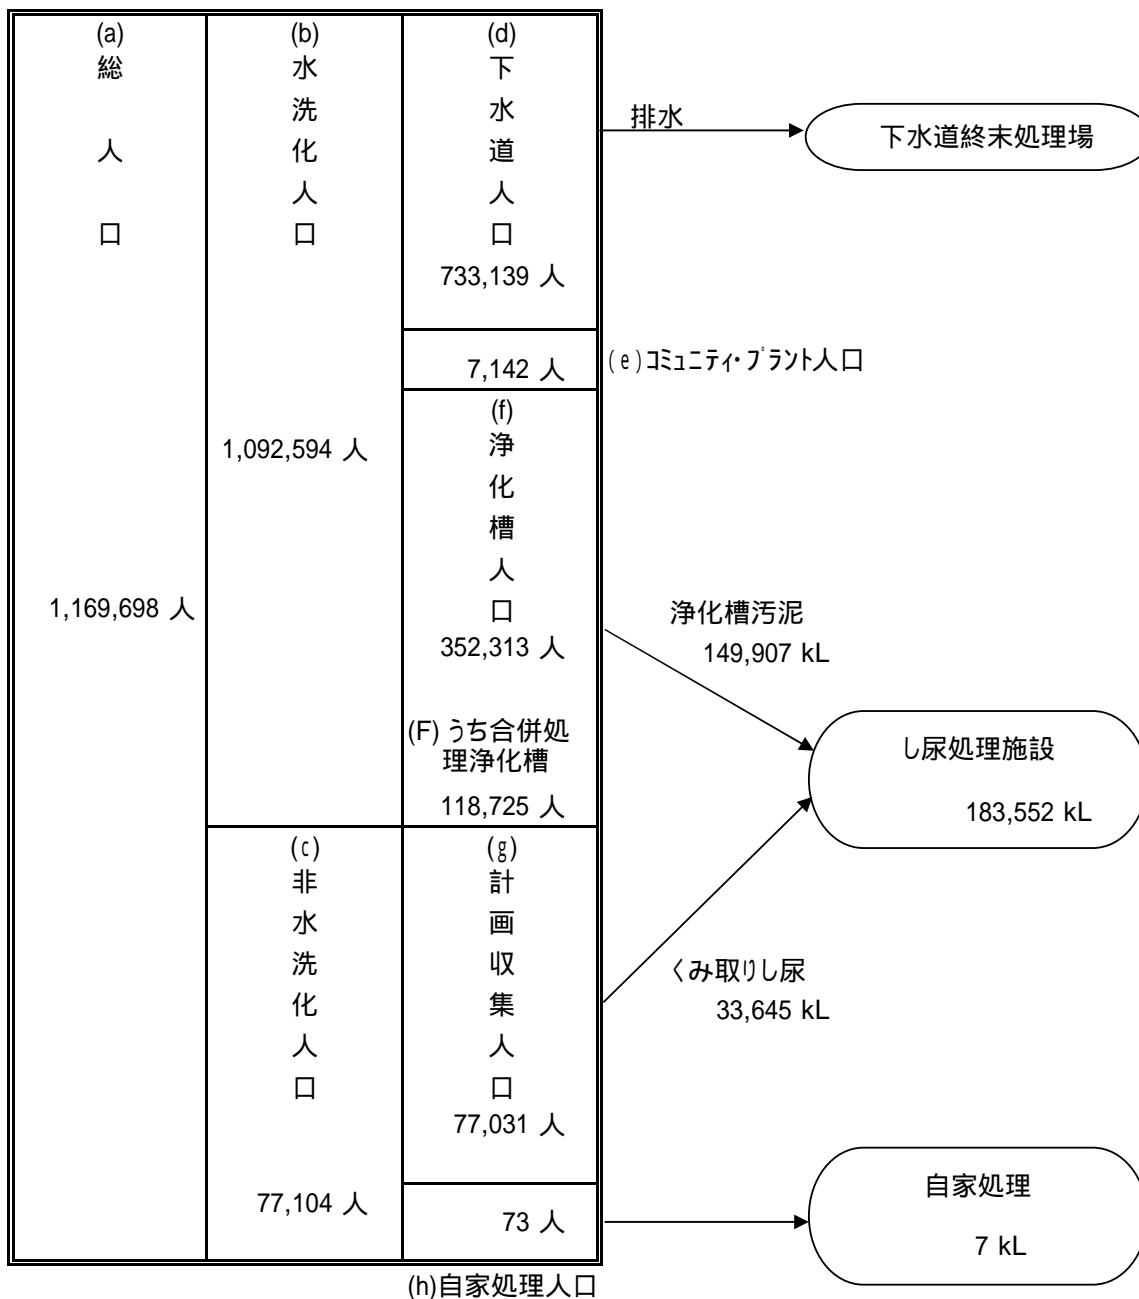 (a)
総人口
1,169,698 人
(b)
水洗化人口
1,092,594 人
(d)
下水道人口
733,139 人
7,142 人
(e)コミュニティ・プラント人口
(f)
浄化槽人口
352,313 人
(F) うち合併処
理浄化槽
118,725 人
(c)
非水洗化人口
77,104 人
(g)
計画収集人口
77,031 人
73 人
(h)自家処理人口
排水
下水道終末処理場
浄化槽汚泥
149,907 kL
し尿処理施設
183,552 kL
くみ取りし尿
33,645 kL
自家処理
7 kL